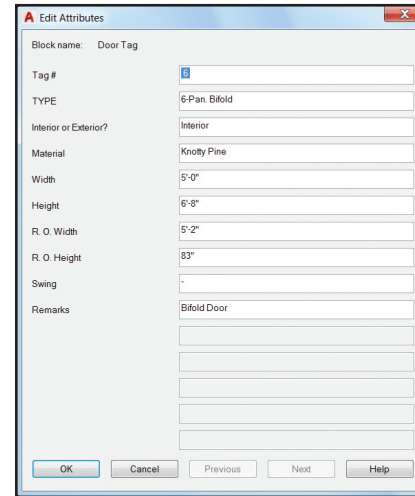 A Edit Attributes
Block name: Door Tag
Tag # 6
TYPE 6-Pan. Bifold
Interior or Exterior? Interior
Material Knotty Pine
Width 5'-0"
Height 6'-8"
R. O. Width 5'-2"
R. O. Height 83"
Swing -
Remarks Bifold Door
OK Cancel Previous Next Help